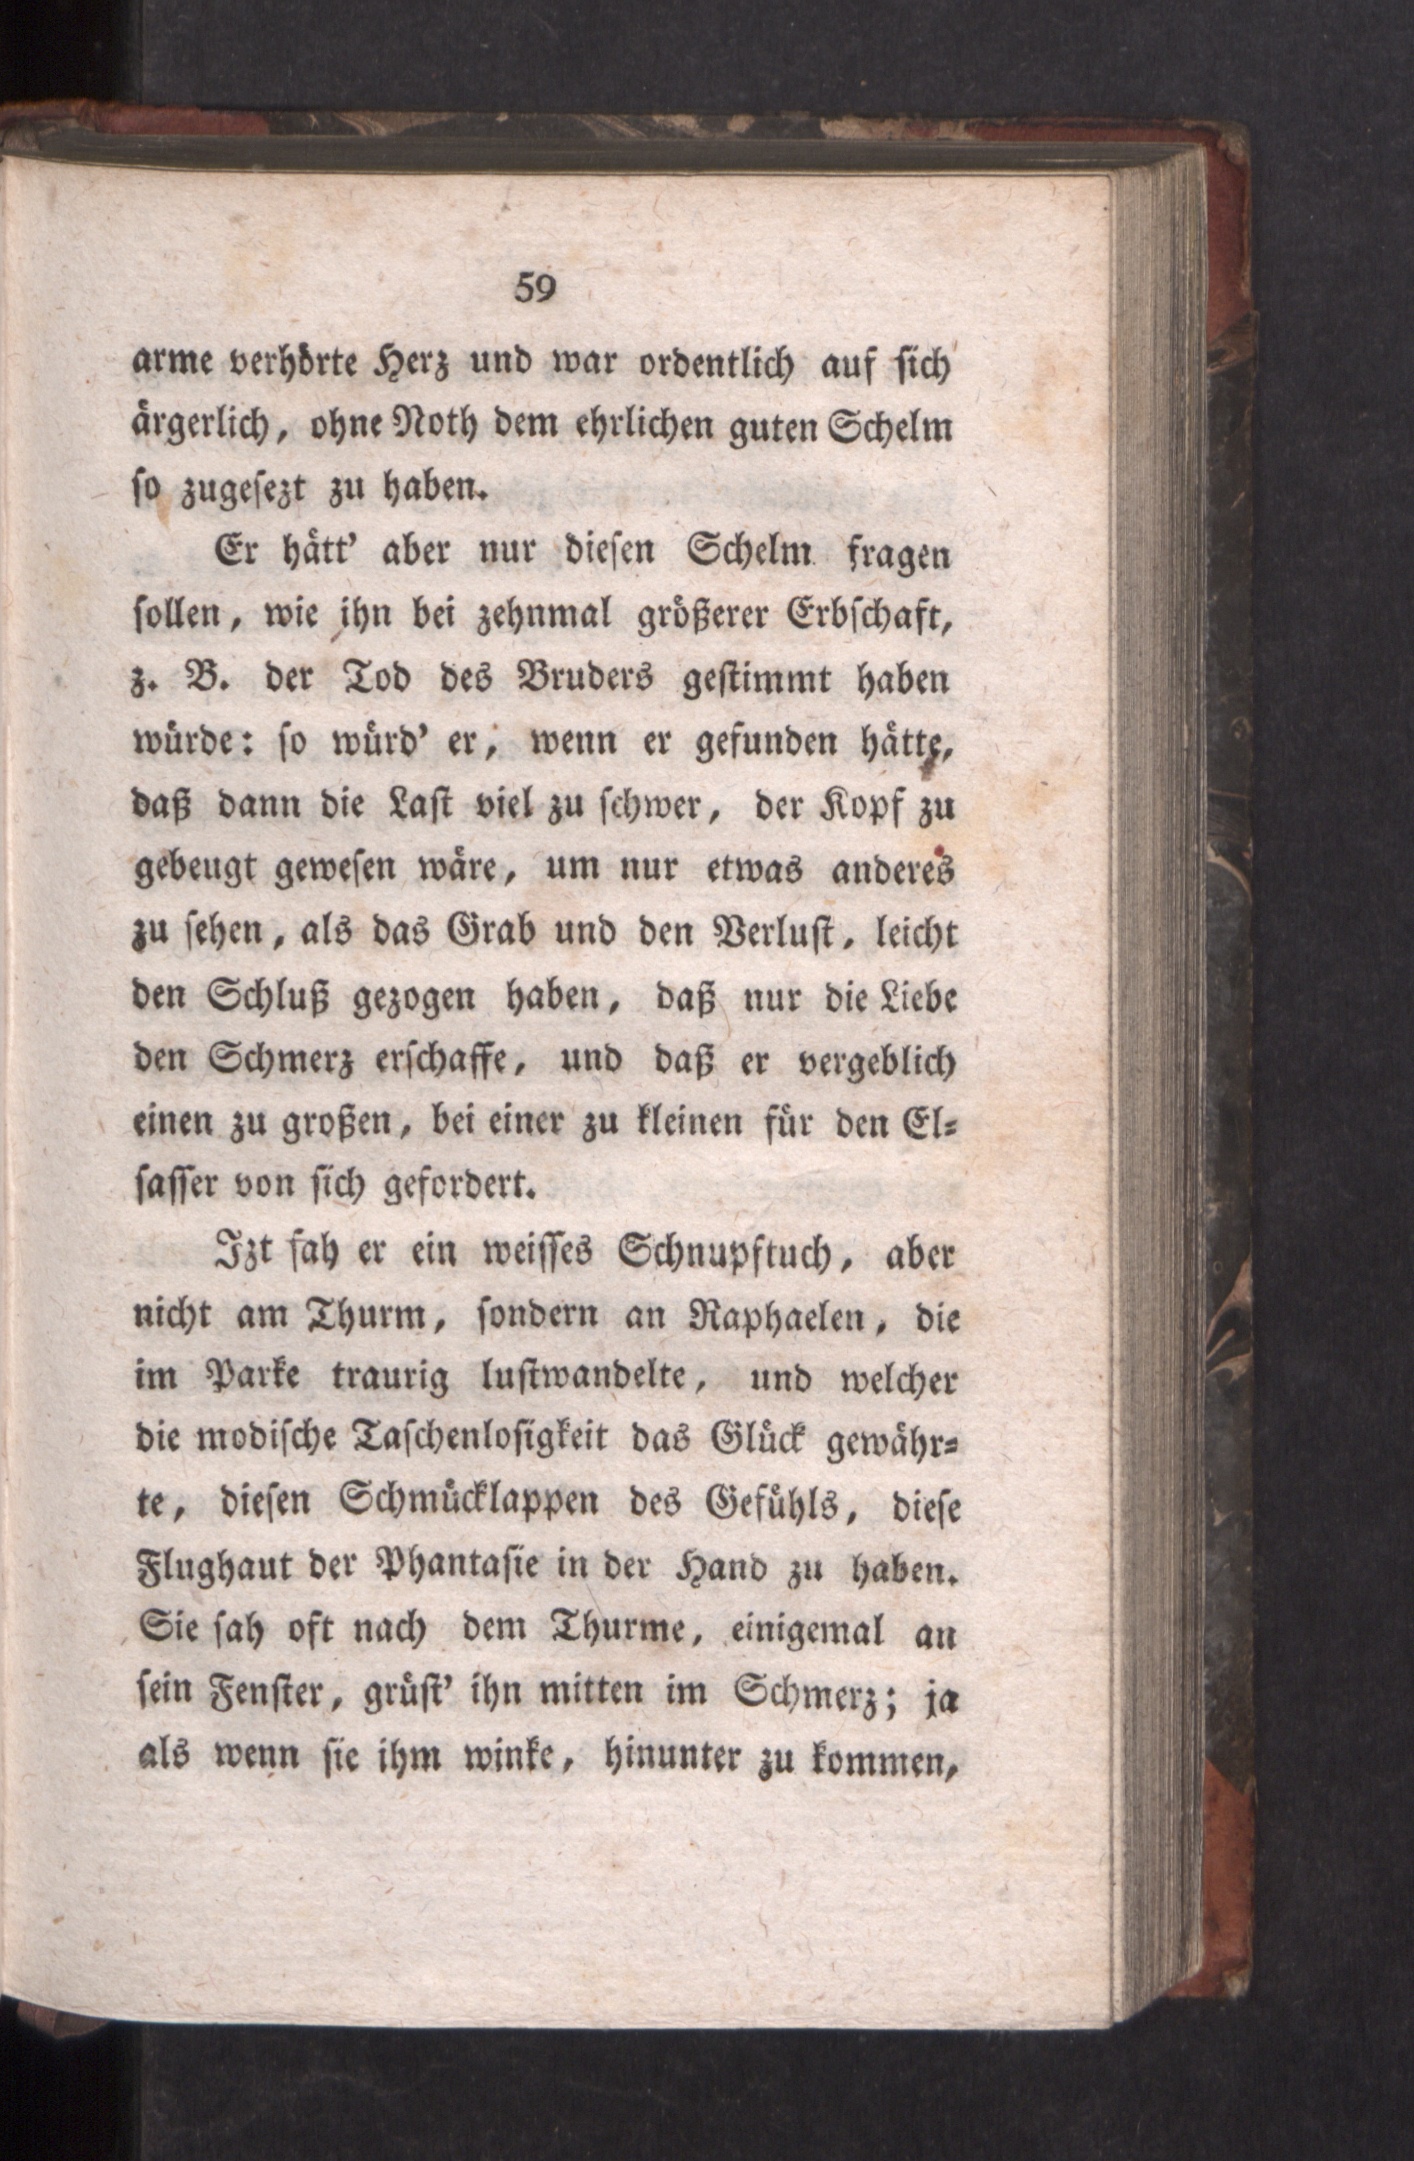 59
arme verhörte Herz und war ordentlich auf ſich
ärgerlich, ohne Noth dem ehrlichen guten Schelm
ſo zugeſezt zu haben.
Er hätt' aber nur dieſen Schelm fragen
ſollen, wie ihn bei zehnmal größerer Erbſchaft,
z. B. der Tod des Bruders geſtimmt haben
würde: ſo würd' er, wenn er gefunden hätte,
daß dann die Laſt viel zu ſchwer, der Kopf zu
gebeugt geweſen wäre, um nur etwas anderes
zu ſehen, als das Grab und den Verluſt, leicht
den Schluß gezogen haben, daß nur die Liebe
den Schmerz erſchaffe, und daß er vergeblich
einen zu großen, bei einer zu kleinen für den El⸗
ſaſſer von ſich gefordert.
Izt ſah er ein weiſſes Schnupftuch, aber
nicht am Thurm, ſondern an Raphaelen, die
im Parke traurig luſtwandelte, und welcher
die modiſche Taſchenloſigkeit das Glück gewähr⸗
te, dieſen Schmücklappen des Gefühls, dieſe
Flughaut der Phantaſie in der Hand zu haben.
Sie ſah oft nach dem Thurme, einigemal an
ſein Fenſter, grüſt' ihn mitten im Schmerz; ja
als wenn ſie ihm winke, hinunter zu kommen,